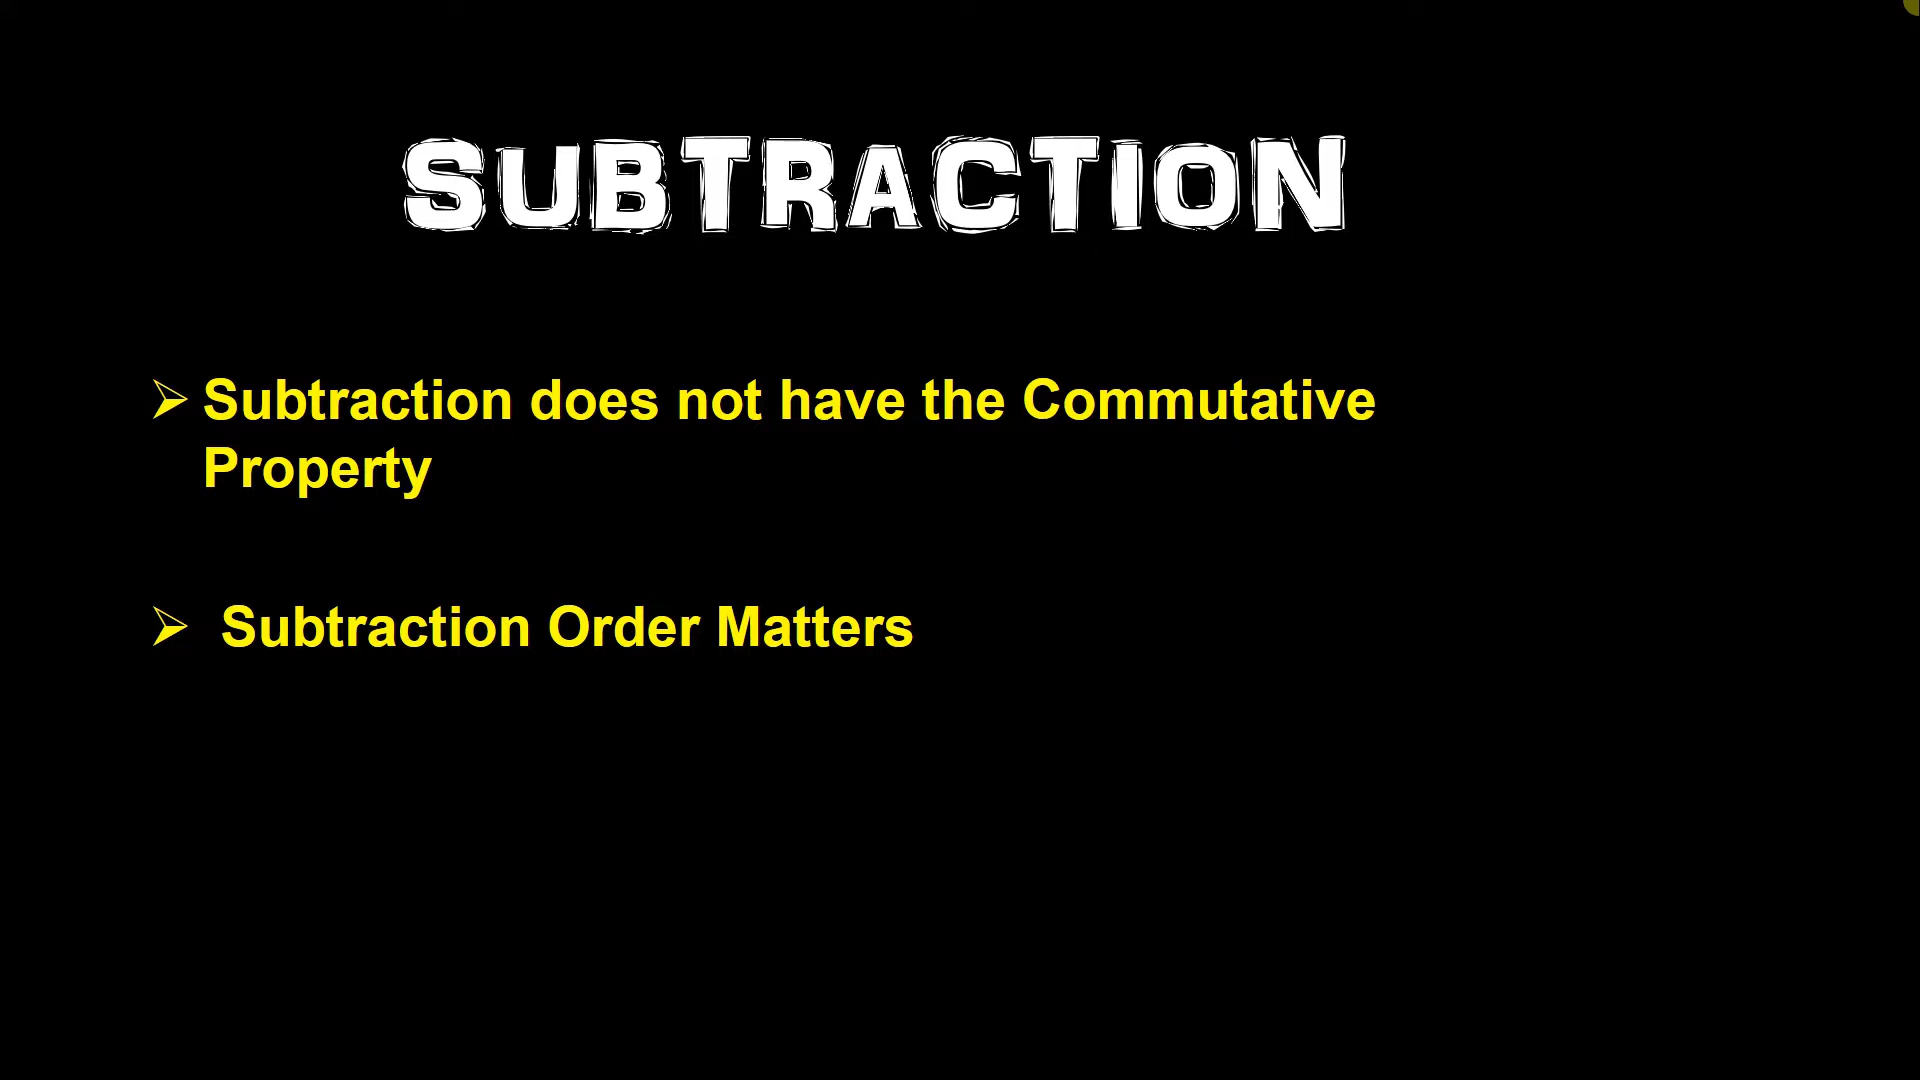 SUBTRACTION
➢ Subtraction does not have the Commutative
Property
➢ Subtraction Order Matters